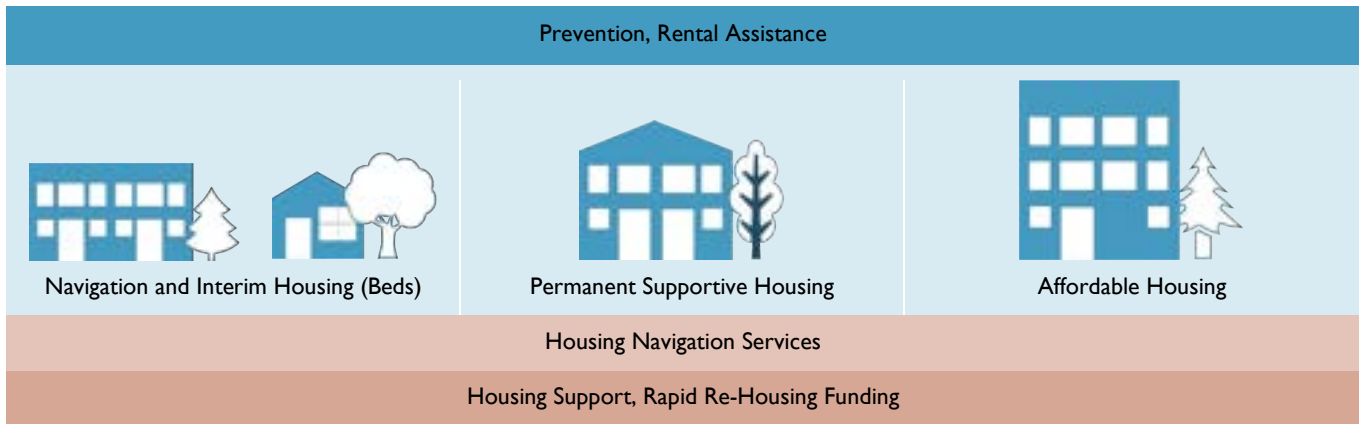 Prevention, Rental Assistance
Navigation and Interim Housing (Beds)
Permanent Supportive Housing
Affordable Housing
Housing Navigation Services
Housing Support, Rapid Re-Housing Funding